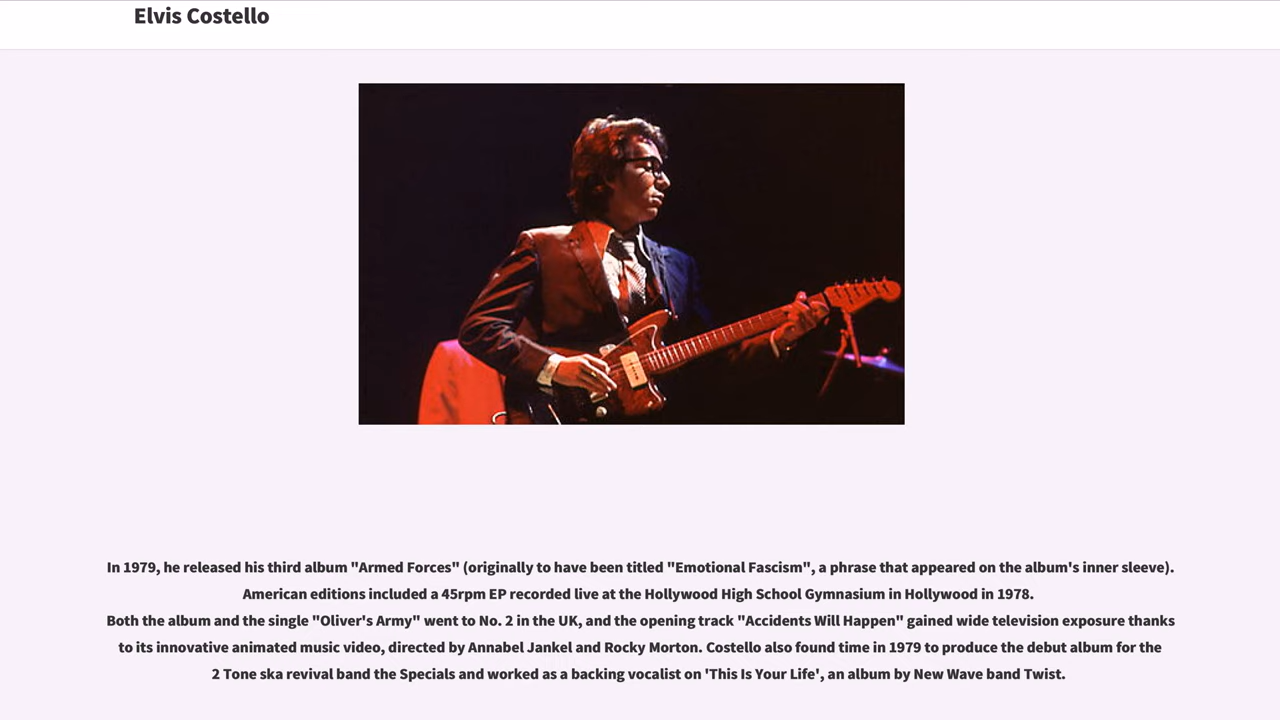 Elvis Costello
In 1979, he released his third album "Armed Forces" (originally to have been titled "Emotional Fascism", a phrase that appeared on the album's inner sleeve).
American editions included a 45rpm EP recorded live at the Hollywood High School Gymnasium in Hollywood in 1978.
Both the album and the single "Oliver's Army" went to No. 2 in the UK, and the opening track "Accidents Will Happen" gained wide television exposure thanks
to its innovative animated music video, directed by Annabel Jankel and Rocky Morton. Costello also found time in 1979 to produce the debut album for the
2 Tone ska revival band the Specials and worked as a backing vocalist on 'This Is Your Life', an album by New Wave band Twist.